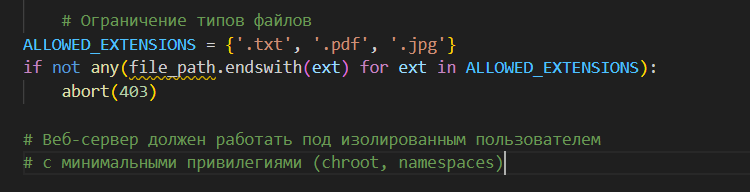 # Ограничение типов файлов
ALLOWED_EXTENSIONS = {'.txt', '.pdf', '.jpg'}
if not any(file_path.endswith(ext) for ext in ALLOWED_EXTENSIONS):
abort(403)
# Веб-сервер должен работать под изолированным пользователем
# с минимальными привилегиями (chroot, namespaces)